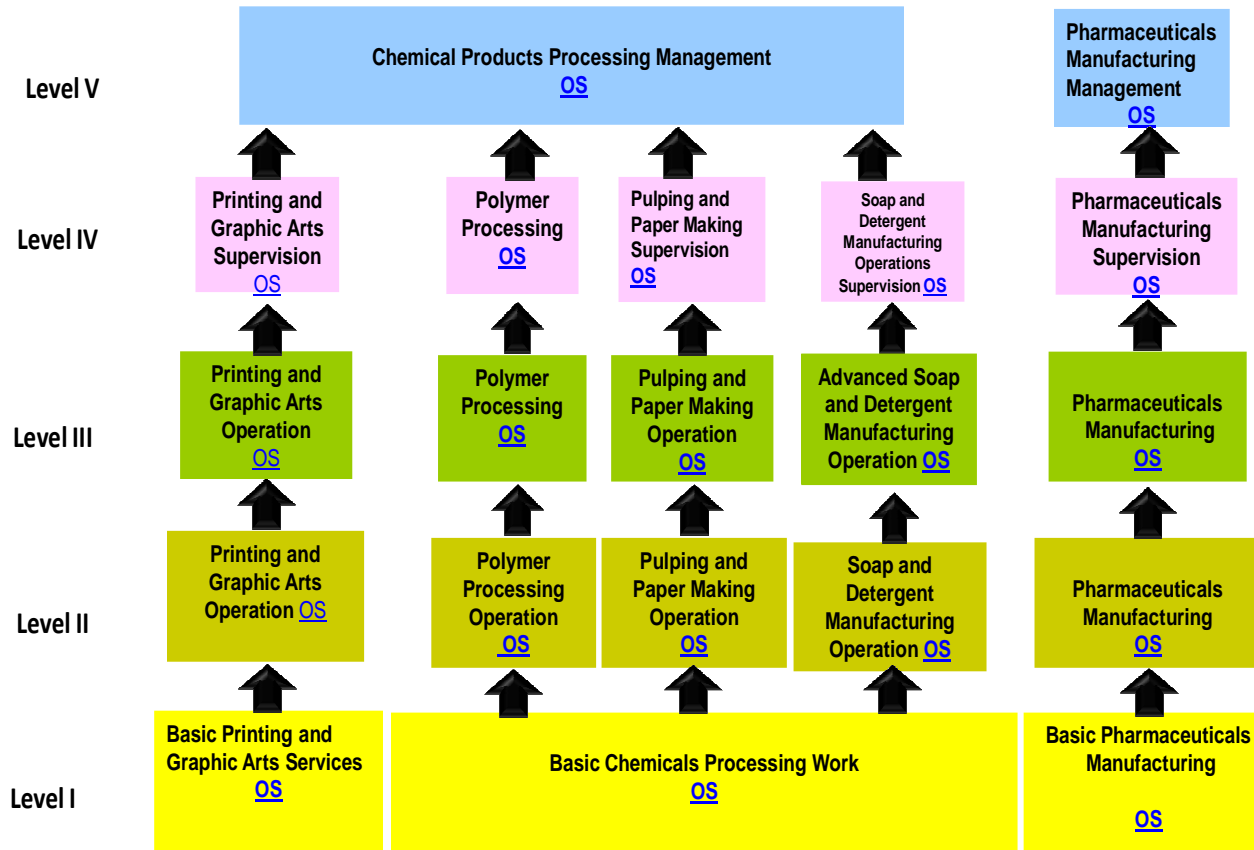 Level V
Chemical Products Processing Management
OS
Pharmaceuticals
Manufacturing
Management
OS
Level IV
Printing and
Graphic Arts
Supervision
OS
Polymer
Processing
OS
Pulping and
Paper Making
Supervision
OS
Soap and
Detergent
Manufacturing
Operations
Supervision OS
Pharmaceuticals
Manufacturing
Supervision
OS
Level III
Printing and
Graphic Arts
Operation
OS
Polymer
Processing
OS
Pulping and
Paper Making
Operation
OS
Advanced Soap
and Detergent
Manufacturing
Operation OS
Pharmaceuticals
Manufacturing
OS
Level II
Printing and
Graphic Arts
Operation OS
Polymer
Processing
Operation
OS
Pulping and
Paper Making
Operation
OS
Soap and
Detergent
Manufacturing
Operation OS
Pharmaceuticals
Manufacturing
OS
Level I
Basic Printing and
Graphic Arts Services
OS
Basic Chemicals Processing Work
OS
Basic Pharmaceuticals
Manufacturing
OS